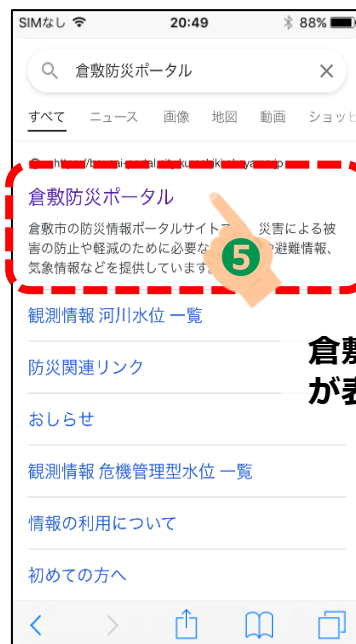 SIMなし 20:49 88%
倉敷防災ポータル
すべて ニュース 画像 地図 動画 ショッピ
倉敷防災ポータル
倉敷市の防災情報ポータルサイト 災害による被
害の防止や軽減のために必要な 避難情報、
気象情報などを提供しています
5
観測情報 河川水位 一覧
倉敷
防災関連リンク
が表
おしらせ
観測情報 危機管理型水位 一覧
情報の利用について
初めての方へ